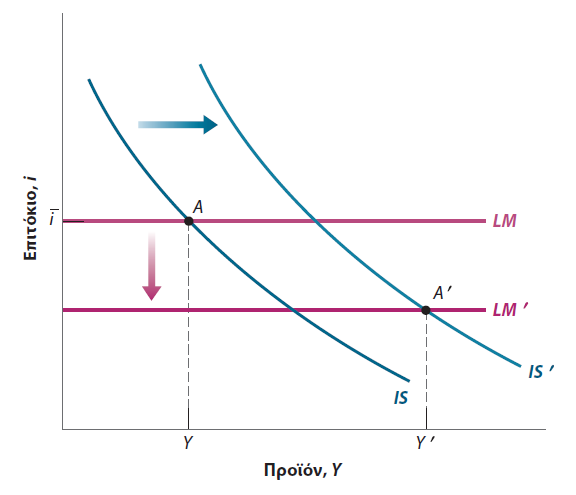 Επιτόκιο, i
i̅
A
LM
A′
LM ′
IS ′
IS
Y
Y ′
Προϊόν, Y